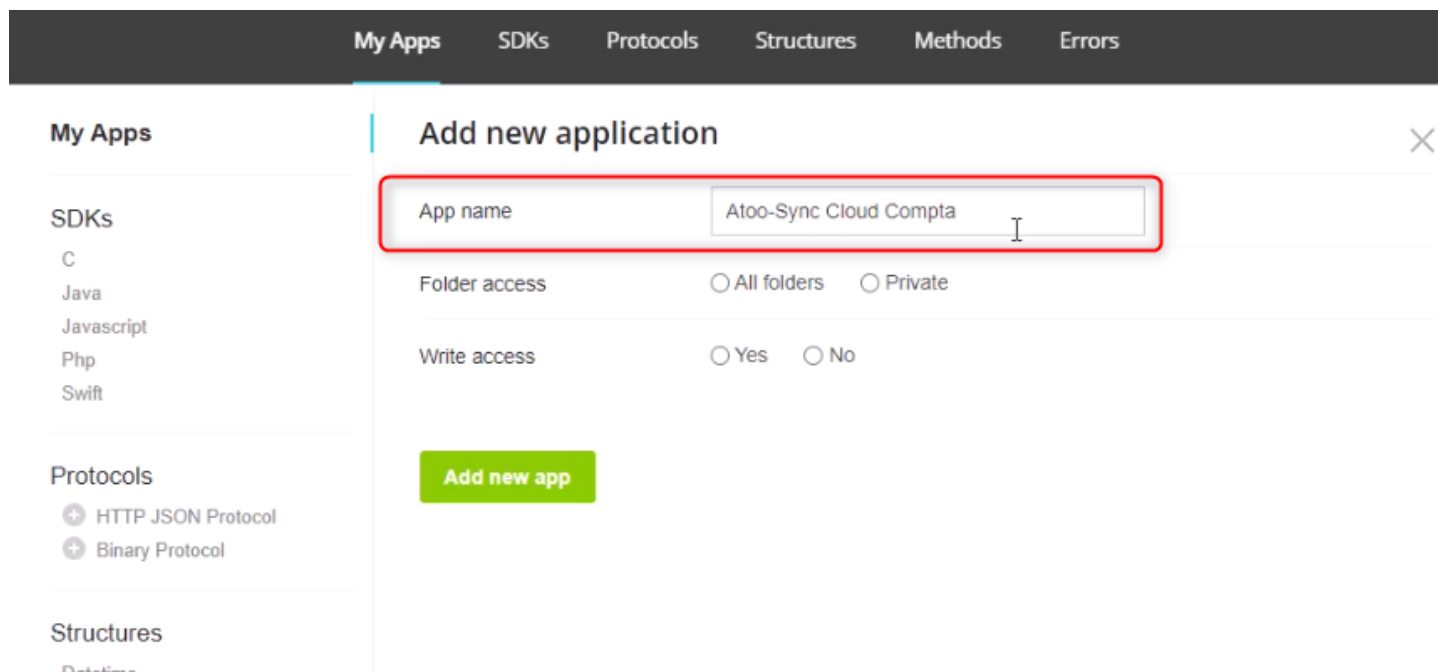 My Apps SDKs Protocols Structures Methods Errors
My Apps
SDKs
C
Java
Javascript
Php
Swift
Protocols
HTTP JSON Protocol
Binary Protocol
Structures
Add new application
App name Atoo-Sync Cloud Compta
Folder access All folders Private
Write access Yes No
Add new app